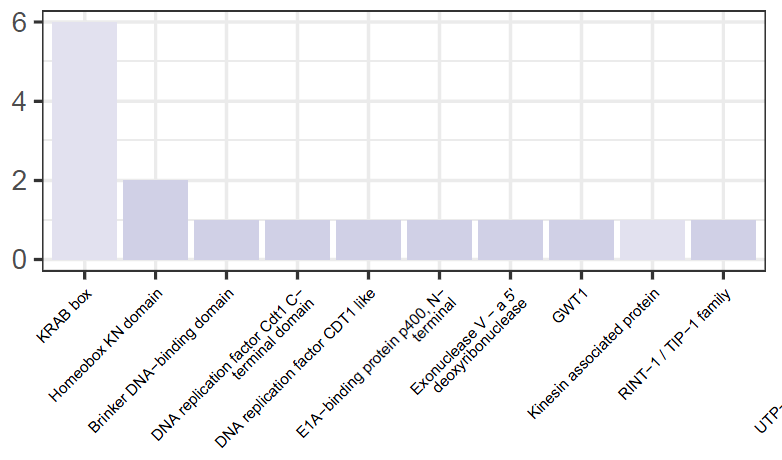 6
4
2
0
KRAB box
Homeobox KN domain
Brinker DNA−binding domain
DNA replication factor Cdt1 C−
terminal domain
DNA replication factor CDT1 like
E1A−binding protein p400, N−
terminal
Exonuclease V − a 5'
deoxyribonuclease
GWT1
Kinesin associated protein
RINT−1 / TIP−1 family
UTP−